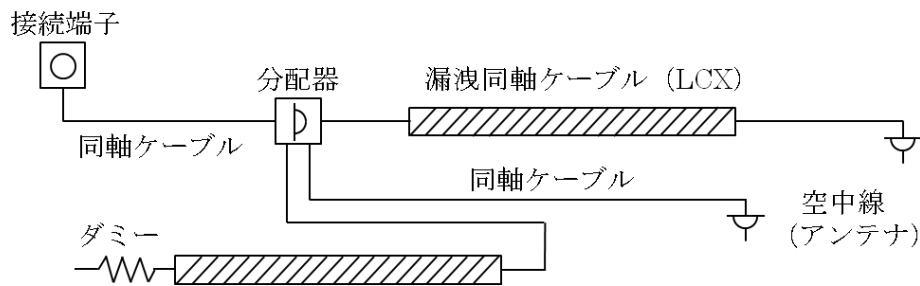 接続端子
分配器
漏洩同軸ケーブル (LCX)
同軸ケーブル
同軸ケーブル
空中線
(アンテナ)
ダミー